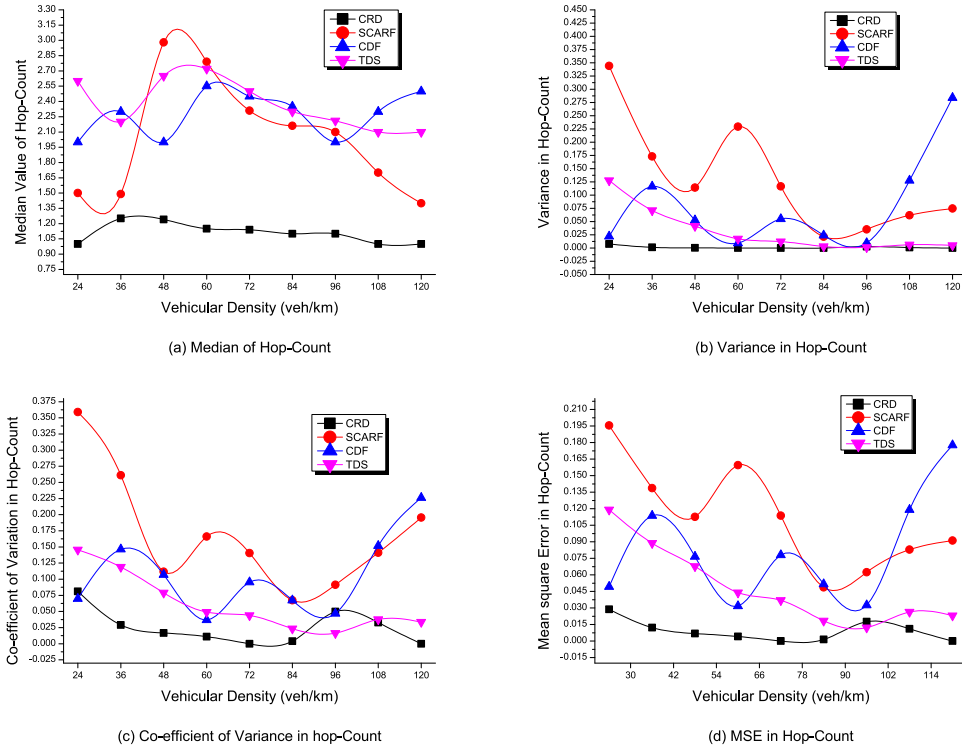 Median Value of Hop-Count
3.30
3.15
3.00
2.85
2.70
2.55
2.40
2.25
2.10
1.95
1.80
1.65
1.50
1.35
1.20
1.05
0.90
0.75
CRD
SCARF
CDF
TDS
24 36 48 60 72 84 96 108 120
Vehicular Density (veh/km)
(a) Median of Hop-Count
Variance in Hop-Count
0.450
0.425
0.400
0.375
0.350
0.325
0.300
0.275
0.250
0.225
0.200
0.175
0.150
0.125
0.100
0.075
0.050
0.025
0.000
-0.025
-0.050
CRD
SCARF
CDF
TDS
24 36 48 60 72 84 96 108 120
Vehicular Density (veh/km)
(b) Variance in Hop-Count
Co-efficient of Variation in Hop-Count
0.375
0.350
0.325
0.300
0.275
0.250
0.225
0.200
0.175
0.150
0.125
0.100
0.075
0.050
0.025
0.000
-0.025
CRD
SCARF
CDF
TDS
24 36 48 60 72 84 96 108 120
Vehicular Density (veh/km)
(c) Co-efficient of Variance in hop-Count
Mean square Error in Hop-Count
0.210
0.195
0.180
0.165
0.150
0.135
0.120
0.105
0.090
0.075
0.060
0.045
0.030
0.015
0.000
-0.015
CRD
SCARF
CDF
TDS
30 42 54 66 78 90 102 114
Vehicular Density (veh/km)
(d) MSE in Hop-Count